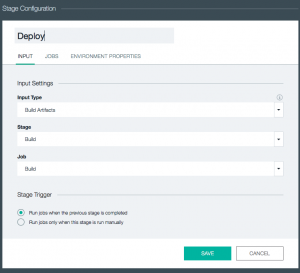 Stage Configuration
Deploy
INPUT JOBS ENVIRONMENT PROPERTIES
Input Settings
Input Type
Build Artifacts
Stage
Build
Job
Build
Stage Trigger
Run jobs when the previous stage is completed
Run jobs only when this stage is run manually
SAVE CANCEL